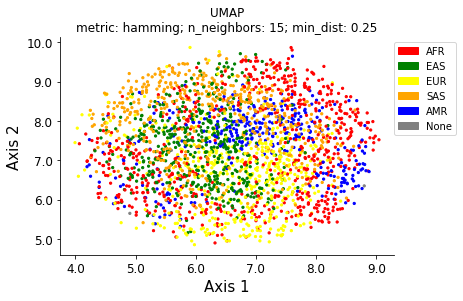 UMAP
metric: hamming; n_neighbors: 15; min_dist: 0.25
10.0
9.0
8.0
7.0
6.0
5.0
Axis 2
4.0 5.0 6.0 7.0 8.0 9.0
Axis 1
AFR
EAS
EUR
SAS
AMR
None